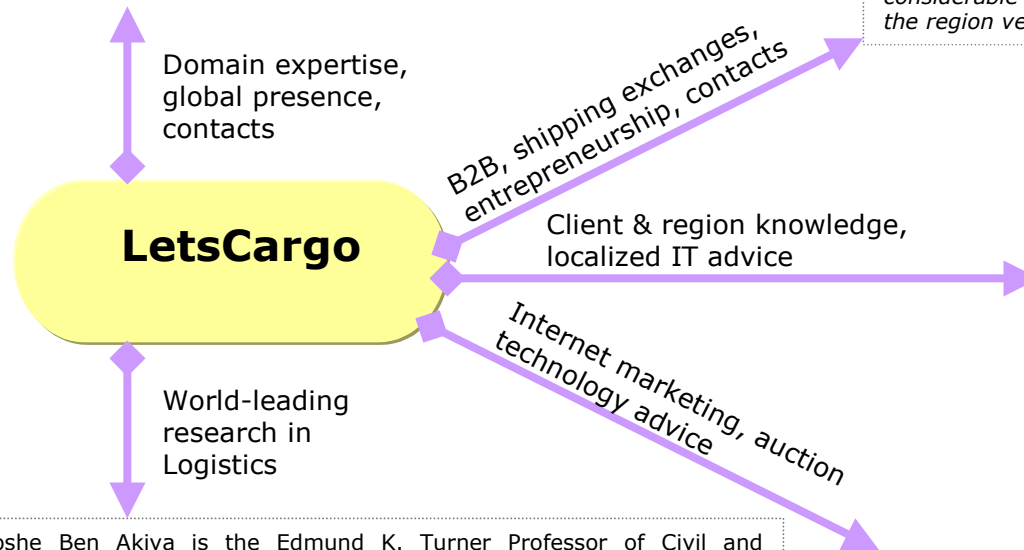 considerable
the region
Domain expertise,
global presence,
contacts
B2B, shipping exchanges,
entrepreneurship, contacts
LetsCargo
Client & region knowledge,
localized IT advice
Internet marketing, auction
technology advice
World-leading
research in
Logistics
Ben Akiva is the Edmund K. Turner Professor of Civil and